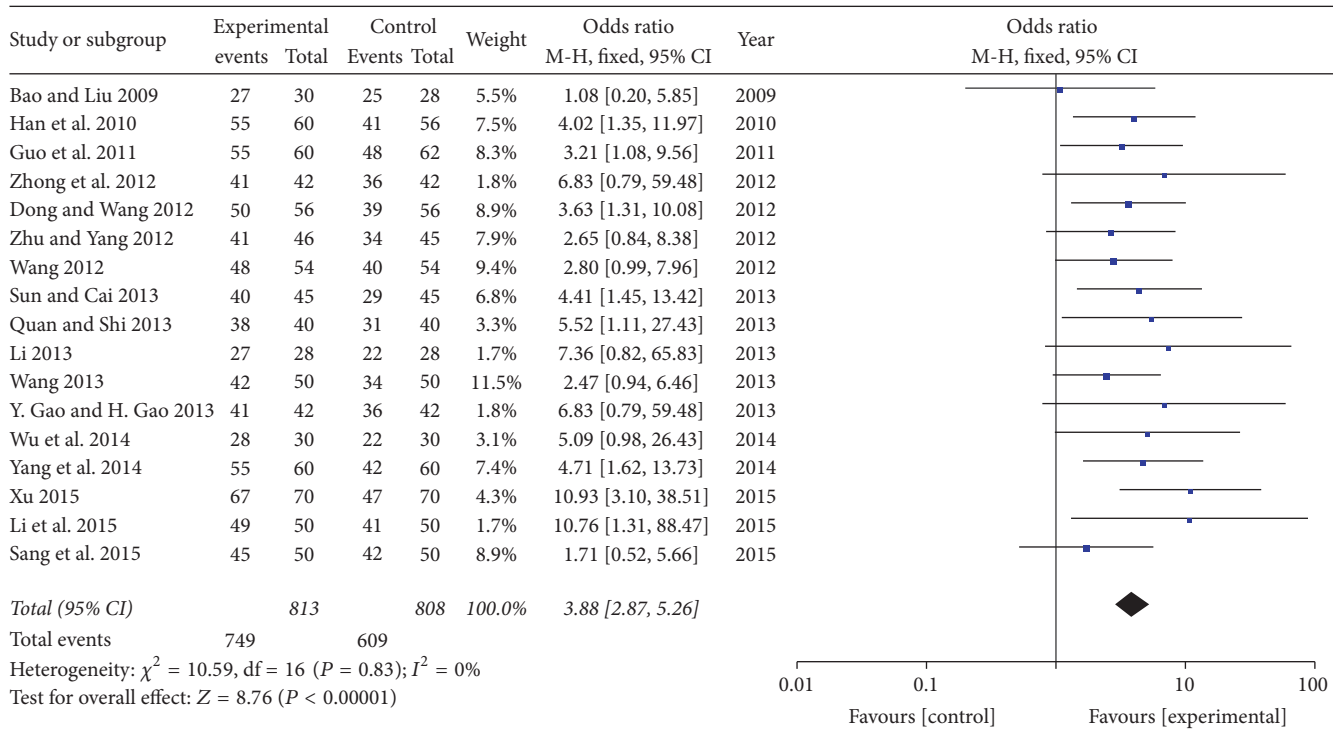 Study or subgroup Experimental Control Weight Odds ratio Year Odds ratio
events Total Events Total M-H, fixed, 95% CI M-H, fixed, 95% CI
Bao and Liu 2009 27 30 25 28 5.5% 1.08 [0.20, 5.85] 2009
Han et al. 2010 55 60 41 56 7.5% 4.02 [1.35, 11.97] 2010
Guo et al. 2011 55 60 48 62 8.3% 3.21 [1.08, 9.56] 2011
Zhong et al. 2012 41 42 36 42 1.8% 6.83 [0.79, 59.48] 2012
Dong and Wang 2012 50 56 39 56 8.9% 3.63 [1.31, 10.08] 2012
Zhu and Yang 2012 41 46 34 45 7.9% 2.65 [0.84, 8.38] 2012
Wang 2012 48 54 40 54 9.4% 2.80 [0.99, 7.96] 2012
Sun and Cai 2013 40 45 29 45 6.8% 4.41 [1.45, 13.42] 2013
Quan and Shi 2013 38 40 31 40 3.3% 5.52 [1.11, 27.43] 2013
Li 2013 27 28 22 28 1.7% 7.36 [0.82, 65.83] 2013
Wang 2013 42 50 34 50 11.5% 2.47 [0.94, 6.46] 2013
Y. Gao and H. Gao 2013 41 42 36 42 1.8% 6.83 [0.79, 59.48] 2013
Wu et al. 2014 28 30 22 30 3.1% 5.09 [0.98, 26.43] 2014
Yang et al. 2014 55 60 42 60 7.4% 4.71 [1.62, 13.73] 2014
Xu 2015 67 70 47 70 4.3% 10.93 [3.10, 38.51] 2015
Li et al. 2015 49 50 41 50 1.7% 10.76 [1.31, 88.47] 2015
Sang et al. 2015 45 50 42 50 8.9% 1.71 [0.52, 5.66] 2015
Total (95% CI) 813 808 100.0% 3.88 [2.87, 5.26]
Total events 749 609
Heterogeneity: χ² = 10.59, df = 16 (P = 0.83); I² = 0%
Test for overall effect: Z = 8.76 (P < 0.00001)
0.01 0.1 10 100
Favours [control] Favours [experimental]